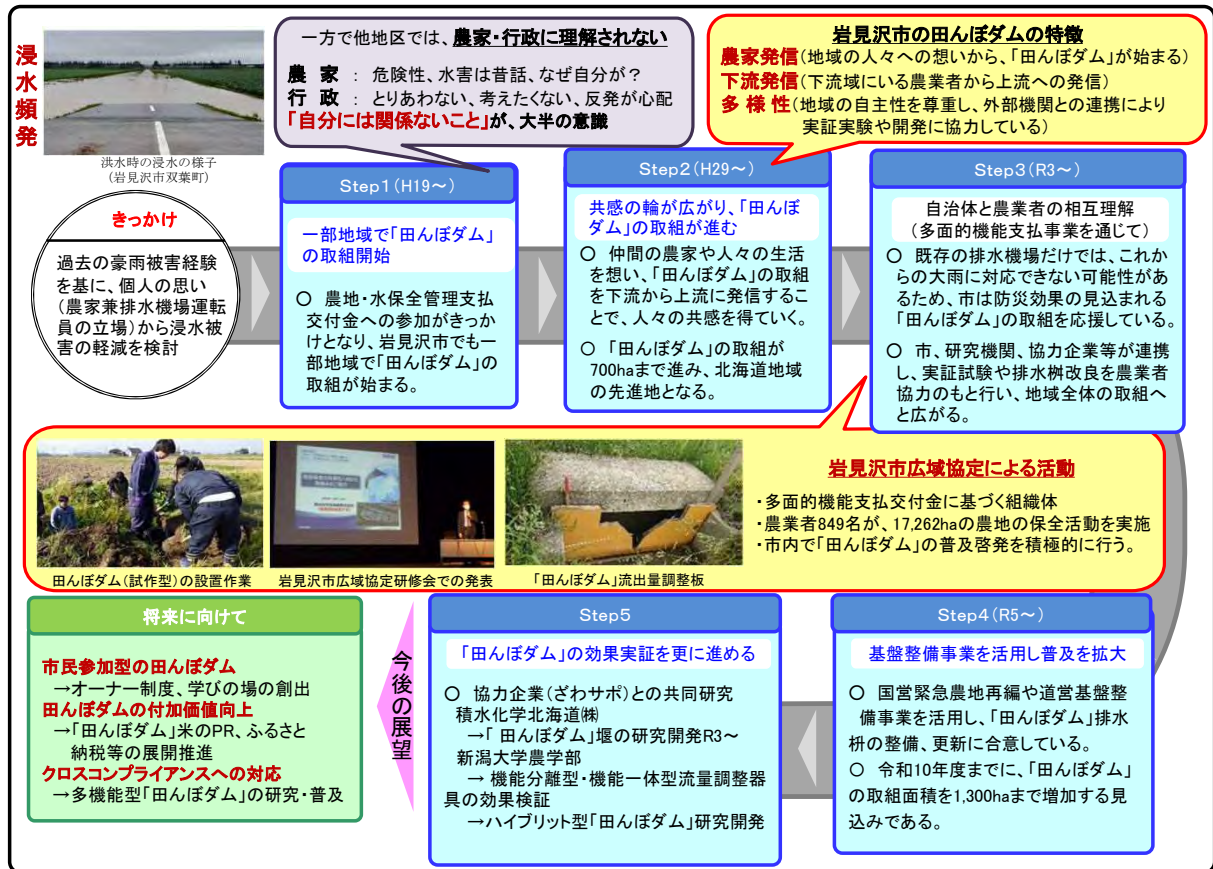 浸水頻発
洪水時の浸水の様子
(岩見沢市双葉町)
一方で他地区では、農家・行政に理解されない
農 家 : 危険性、水害は昔話、なぜ自分が？
行 政 : とりあわない、考えたくない、反発が心配
「自分には関係ないこと」が、大半の意識
岩見沢市の田んぼダムの特徴
農家発信(地域の人々への想いから、「田んぼダム」が始まる)
下流発信(下流域にいる農業者から上流への発信)
多 様 性(地域の自主性を尊重し、外部機関との連携により
実証実験や開発に協力している)
きっかけ
過去の豪雨被害経験
を基に、個人の思い
(農家兼排水機場運転
員の立場)から浸水被
害の軽減を検討
Step1(H19～)
一部地域で「田んぼダム」
の取組開始
○ 農地・水保全管理支払
交付金への参加がきっ
かけとなり、岩見沢市でも一
部地域で「田んぼダム」の
取組が始まる。
Step2(H29～)
共感の輪が広がり、「田んぼ
ダム」の取組が進む
○ 仲間の農家や人々の生活
を想い、「田んぼダム」の取組
を下流から上流に発信するこ
とで、人々の共感を得ていく。
○ 「田んぼダム」の取組が
700haまで進み、北海道地域
の先進地となる。
Step3(R3～)
自治体と農業者の相互理解
(多面的機能支払事業を通じて)
○ 既存の排水機場だけでは、これ
からの大雨に対応できない可能性があ
るため、市は防災効果の見込まれる
「田んぼダム」の取組を応援している。
○ 市、研究機関、協力企業等が連携
し、実証試験や排水桝改良を農業者
協力のもと行い、地域全体の取組へ
と広がる。
田んぼダム(試作型)の設置作業
岩見沢市広域協定研修会での発表
「田んぼダム」流出量調整板
岩見沢市広域協定による活動
・多面的機能支払交付金に基づく組織体
・農業者849名が、17,262haの農地の保全活動を実施
・市内で「田んぼダム」の普及啓発を積極的に行う。
Step4(R5～)
基盤整備事業を活用し普及を拡大
○ 国営緊急農地再編や道営基盤整
備事業を活用し、「田んぼダム」排水
枡の整備、更新に合意している。
○ 令和10年度までに、「田んぼダム」
の取組面積を1,300haまで増加する見
込みである。
Step5
「田んぼダム」の効果実証を更に進める
○ 協力企業(ざわサポ)との共同研究
積水化学北海道㈱
→「 田んぼダム」堰の研究開発R3～
新潟大学農学部
→ 機能分離型・機能一体型流量調整器
具の効果検証
→ハイブリット型「田んぼダム」研究開発
今後の展望
将来に向けて
市民参加型の田んぼダム
→オーナー制度、学びの場の創出
田んぼダムの付加価値向上
→「田んぼダム」米のPR、ふるさと
納税等の展開推進
クロスコンプライアンスへの対応
→多機能型「田んぼダム」の研究・普及